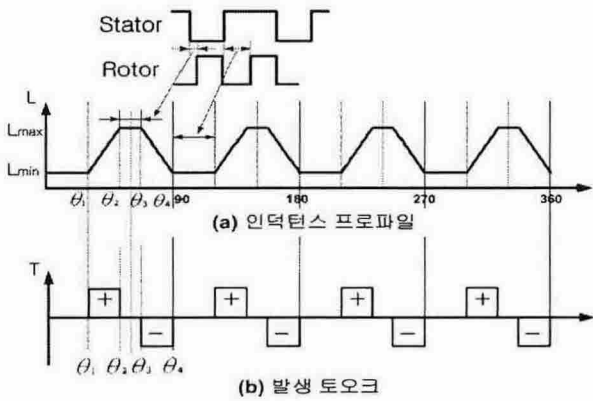 Stator
Rotor
L
Lmax
Lmin
θ1 θ2 θ3 θ4 90 180 270 360
(a) 인덕턴스 프로파일
T
+ + + +
− − − −
θ1 θ2 θ3 θ4
(b) 발생 토오크